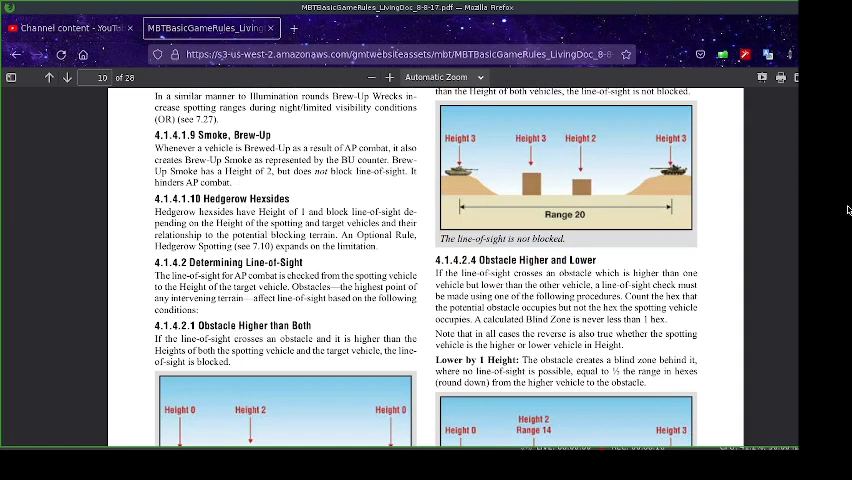 MBTBasicGameRules_LivingDoc_8-8-17.pdf — Mozilla Firefox
Channel content - YouTu
MBTBasicGameRules_Living
https://s3-us-west-2.amazonaws.com/gmtwebsiteassets/mbt/MBTBasicGameRules_LivingDoc_8-8-
10 of 28
Automatic Zoom
In a similar manner to Illumination rounds Brew-Up Wrecks in-
crease spotting ranges during night/limited visibility conditions
(OR) (see 7.27).
4.1.4.1.9 Smoke, Brew-Up
Whenever a vehicle is Brewed-Up as a result of AP combat, it also
creates Brew-Up Smoke as represented by the BU counter. Brew-
Up Smoke has a Height of 2, but does not block line-of-sight. It
hinders AP combat.
4.1.4.1.10 Hedgerow Hexsides
Hedgerow hexsides have Height of 1 and block line-of-sight de-
pending on the Height of the spotting and target vehicles and their
relationship to the potential blocking terrain. An Optional Rule,
Hedgerow Spotting (see 7.10) expands on the limitation.
4.1.4.2 Determining Line-of-Sight
The line-of-sight for AP combat is checked from the spotting vehicle
to the Height of the target vehicle. Obstacles—the highest point of
any intervening terrain—affect line-of-sight based on the following
conditions:
4.1.4.2.1 Obstacle Higher than Both
If the line-of-sight crosses an obstacle and it is higher than the
Heights of both the spotting vehicle and the target vehicle, the line-
of-sight is blocked.
Height 0
Height 2
Height 0
than the Height of both vehicles, the line-of-sight is not blocked.
Height 3
Height 3
Height 2
Height 3
Range 20
The line-of-sight is not blocked.
4.1.4.2.4 Obstacle Higher and Lower
If the line-of-sight crosses an obstacle which is higher than one
vehicle but lower than the other vehicle, a line-of-sight check must
be made using one of the following procedures. Count the hex that
the potential obstacle occupies but not the hex the spotting vehicle
occupies. A calculated Blind Zone is never less than 1 hex.
Note that in all cases the reverse is also true whether the spotting
vehicle is the higher or lower vehicle in Height.
Lower by 1 Height: The obstacle creates a blind zone behind it,
where no line-of-sight is possible, equal to ½ the range in hexes
(round down) from the higher vehicle to the obstacle.
Height 2
Range 14
Height 0
Height 3